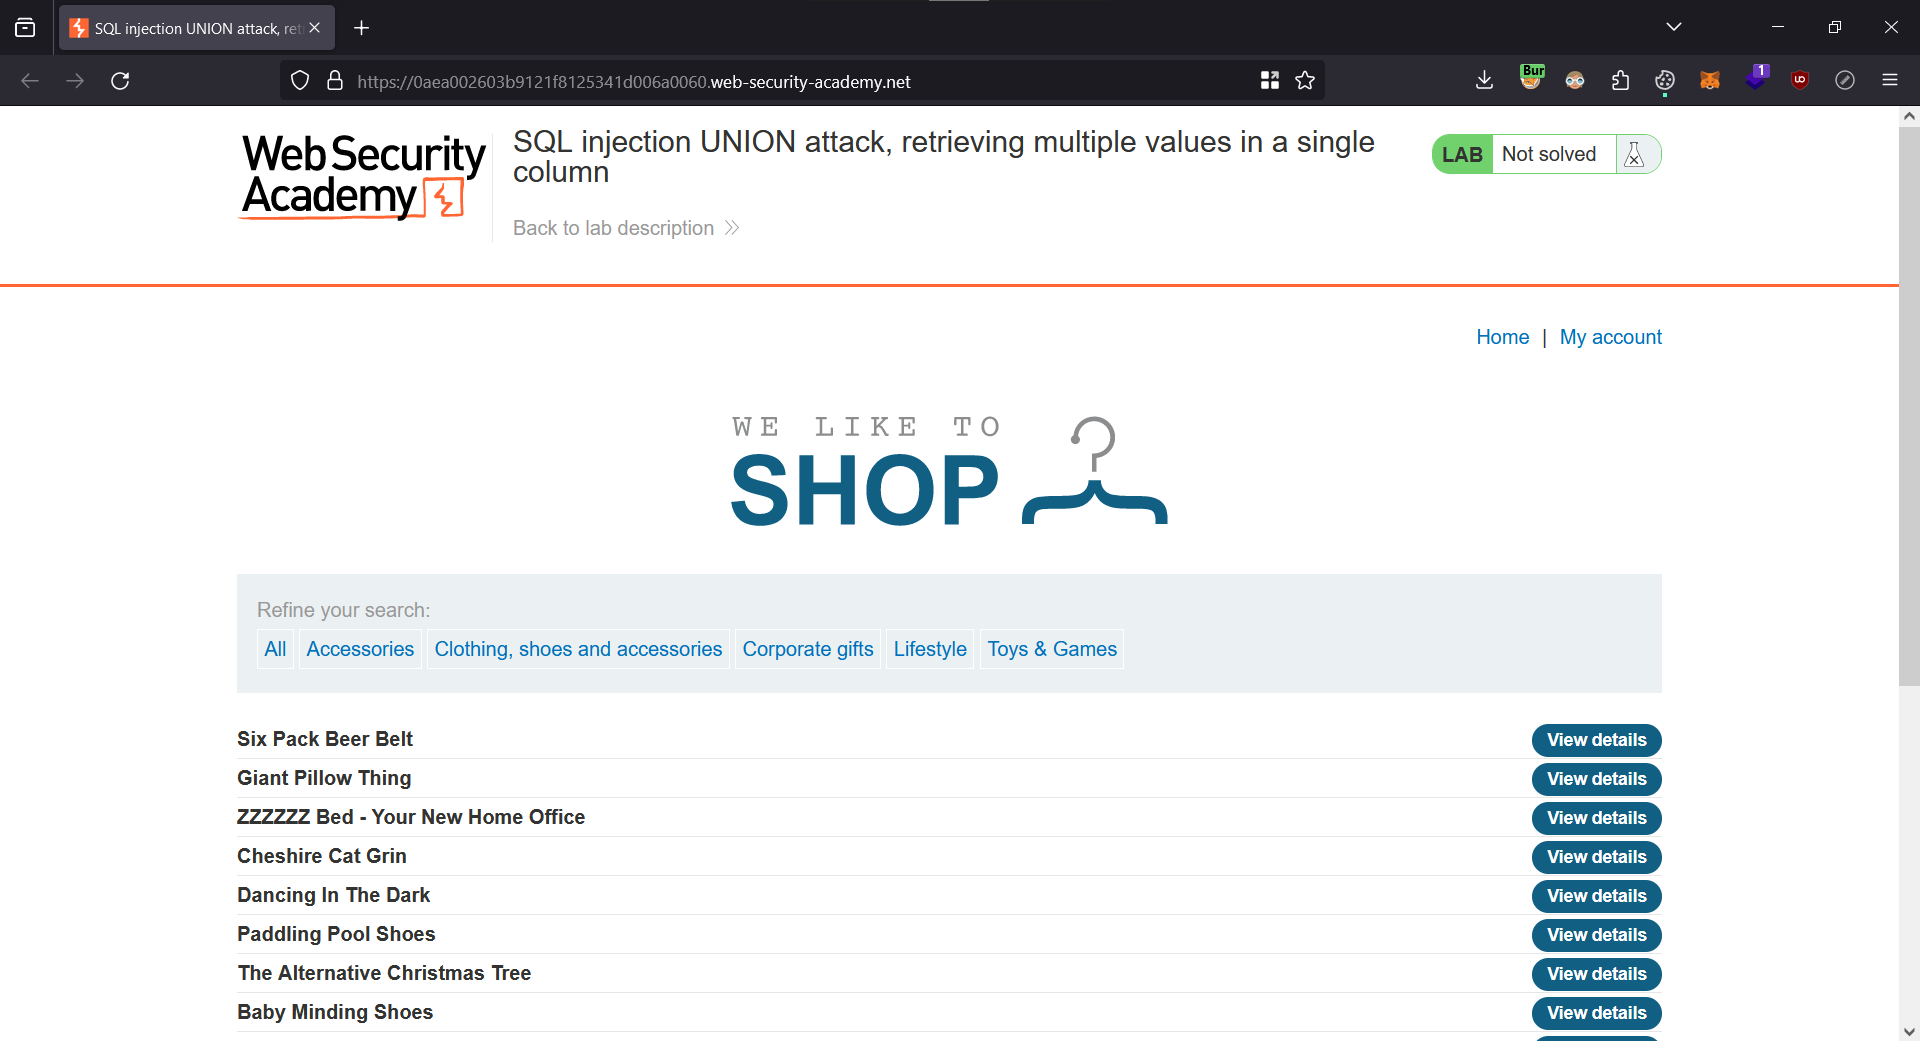 SQL injection UNION attack, ret
https://0aea002603b9121f8125341d006a0060.web-security-academy.net
Bur
1
Web Security
Academy
SQL injection UNION attack, retrieving multiple values in a single
column
Back to lab description
LAB Not solved
Home | My account
WE LIKE TO
SHOP
Refine your search:
All Accessories Clothing, shoes and accessories Corporate gifts Lifestyle Toys & Games
Six Pack Beer Belt View details
Giant Pillow Thing View details
ZZZZZZ Bed - Your New Home Office View details
Cheshire Cat Grin View details
Dancing In The Dark View details
Paddling Pool Shoes View details
The Alternative Christmas Tree View details
Baby Minding Shoes View details